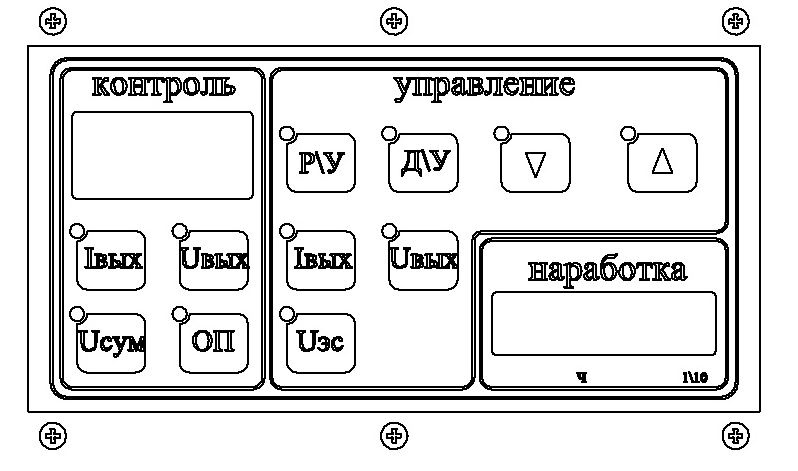 контроль
управление
Р\У
Д\У
Iвых
Uвых
Iвых
Uвых
наработка
Uсум
ОП
Uэс
ч
1\10